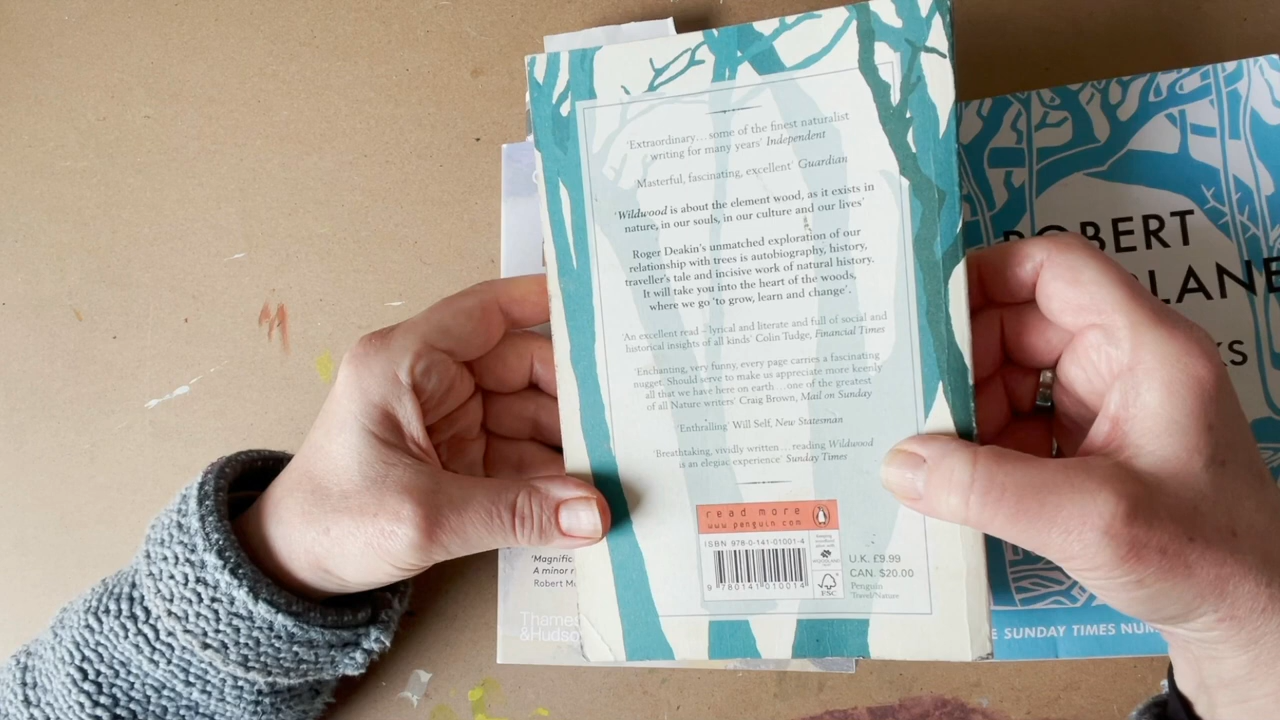 'Extraordinary... some of the finest naturalist
writing for many years' Independent
'Masterful, fascinating, excellent' Guardian
'Wildwood is about the element wood, as it exists in
nature, in our souls, in our culture and our lives'
Roger Deakin's unmatched exploration of our
relationship with trees is autobiography, history,
traveller's tale and incisive work of natural history.
It will take you into the heart of the woods,
where we go 'to grow, learn and change'.
'An excellent read – lyrical and literate and full of social and
historical insights of all kinds' Colin Tudge, Financial Times
'Enchanting, very funny, every page carries a fascinating
nugget. Should serve to make us appreciate more keenly
all that we have here on earth... one of the greatest
of all Nature writers' Craig Brown, Mail on Sunday
'Enthralling' Will Self, New Statesman
'Breathtaking, vividly written... reading Wildwood
is an elegiac experience' Sunday Times
read more
www.penguin.com
ISBN 978-0-141-01001-4
9 780141 010014
FSC
U.K. £9.99
CAN. $20.00
Penguin
Travel/Nature
ROBERT
LANE
KS
E SUNDAY TIMES NU
'Magnific
A minor
Robert M
Thame
&Hudso